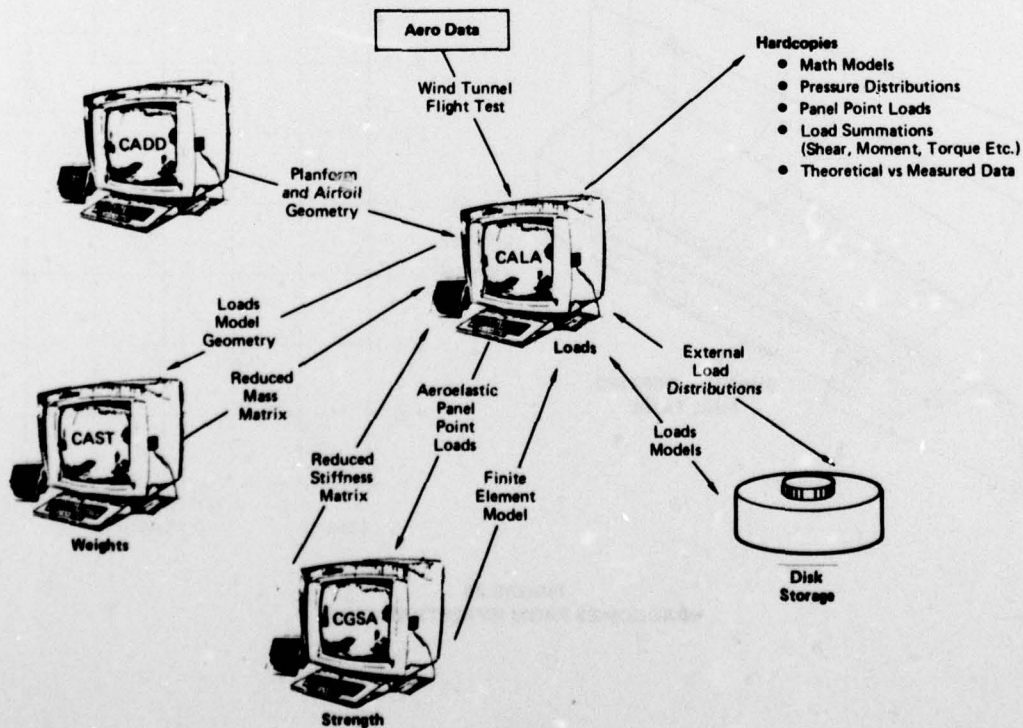 Aero Data
Wind Tunnel
Flight Test
Hardcopies
● Math Models
● Pressure Distributions
● Panel Point Loads
● Load Summations
(Shear, Moment, Torque Etc.)
● Theoretical vs Measured Data
CADD
Planform
and Airfoil
Geometry
CALA
Loads
Loads
Model
Geometry
Reduced
Mass
Matrix
CAST
Weights
Reduced
Stiffness
Matrix
Aeroelastic
Panel
Point
Loads
Finite
Element
Model
External
Load
Distributions
Loads
Models
CGSA
Strength
Disk
Storage